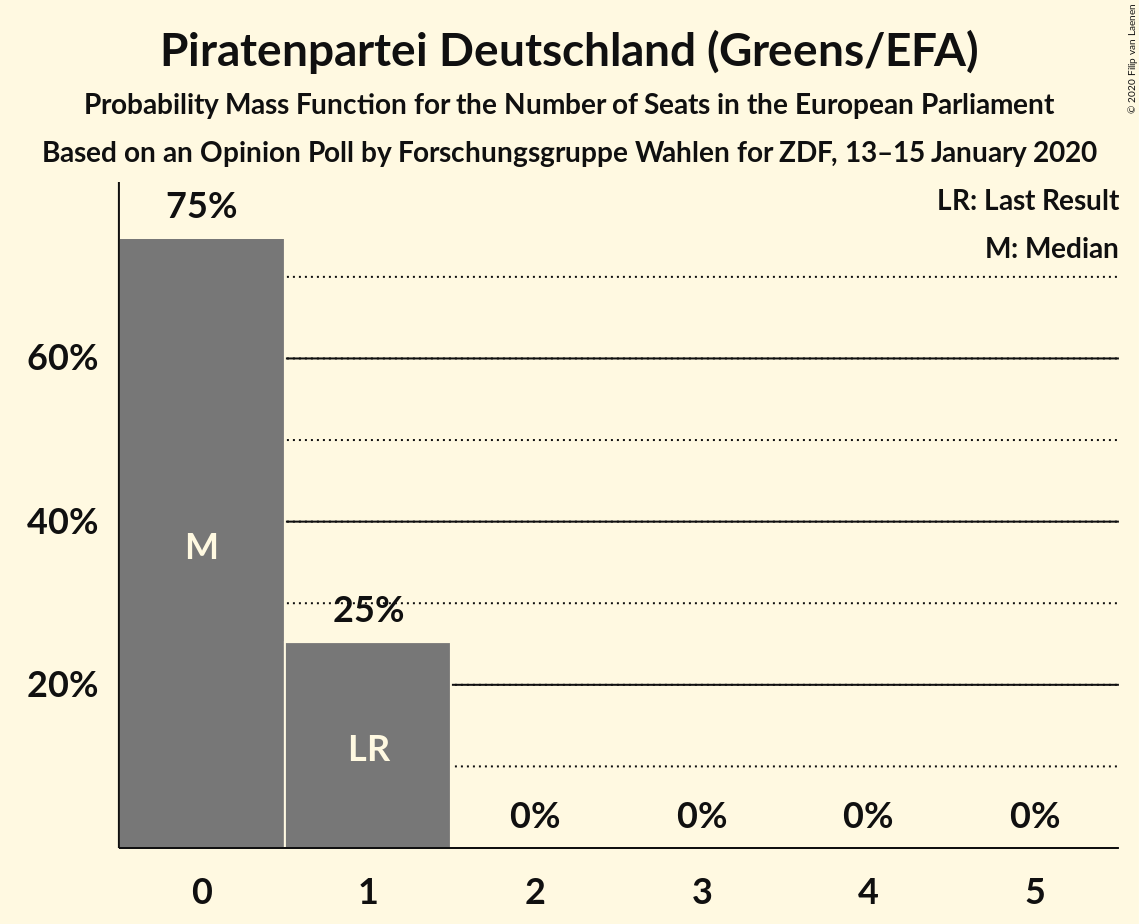 Piratenpartei Deutschland (Greens/EFA)
Probability Mass Function for the Number of Seats in the European Parliament
Based on an Opinion Poll by Forschungsgruppe Wahlen for ZDF, 13–15 January 2020
© 2020 Filip van Laenen
LR: Last Result
M: Median
75%
60%
40%
M
25%
20%
LR
0% 0% 0% 0%
0 1 2 3 4 5